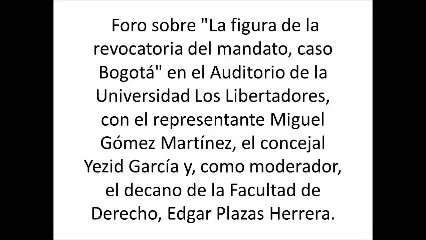 Foro sobre "La figura de la
revocatoria del mandato, caso
Bogotá" en el Auditorio de la
Universidad Los Libertadores,
con el representante Miguel
Gómez Martínez, el concejal
Yezid García y, como moderador,
el decano de la Facultad de
Derecho, Edgar Plazas Herrera.